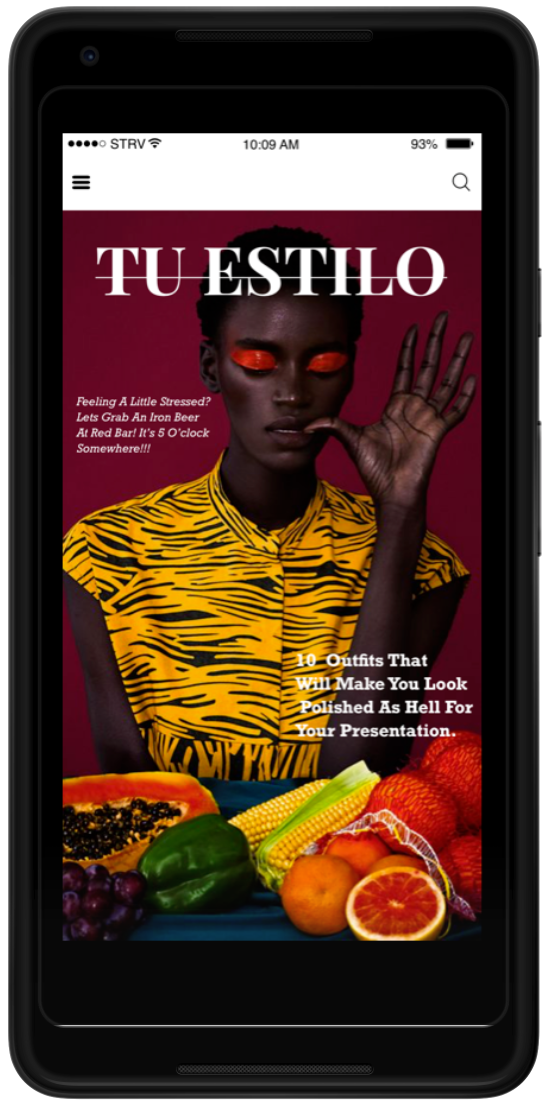 STRV 10:09 AM 93%
TU ESTILO
Feeling A Little Stressed?
Lets Grab An Iron Beer
At Red Bar! It's 5 O'clock
Somewhere!!!
10 Outfits That
Will Make You Look
Polished As Hell For
Your Presentation.